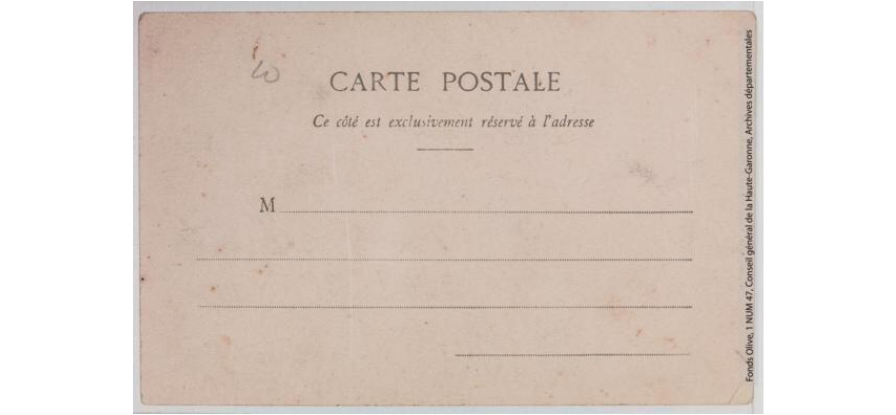 CARTE POSTALE
Ce côté est exclusivement réservé à l'adresse
M
Fonds Olive, 1 NUM 47, Conseil général de la Haute-Garonne, Archives départementales